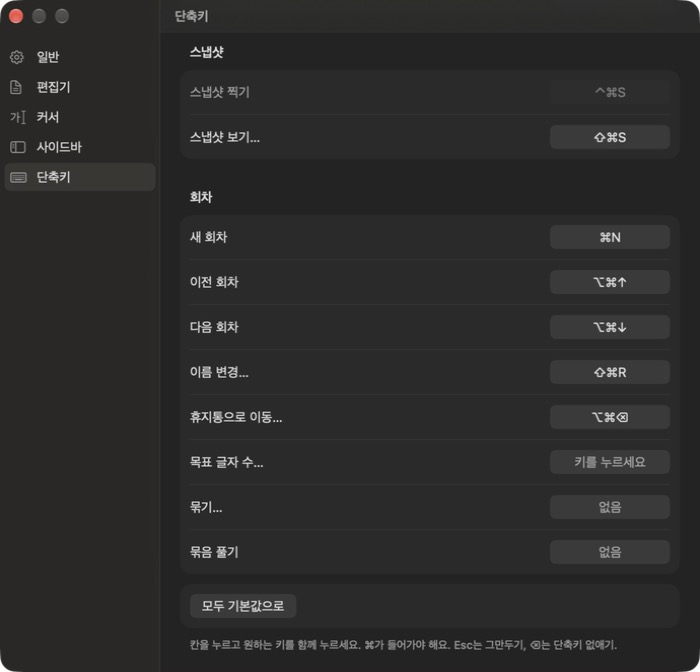 단축키
일반
편집기
가 커서
사이드바
단축키
스냅샷
스냅샷 찍기 ^⌘S
스냅샷 보기... ⇧⌘S
회차
새 회차 ⌘N
이전 회차 ⌥⌘↑
다음 회차 ⌥⌘↓
이름 변경... ⇧⌘R
휴지통으로 이동... ⌥⌘⌫
목표 글자 수... 키를 누르세요
묶기... 없음
묶음 풀기 없음
모두 기본값으로
칸을 누르고 원하는 키를 함께 누르세요. ⌘가 들어가야 해요. Esc는 그만두기, ⌫는 단축키 없애기.